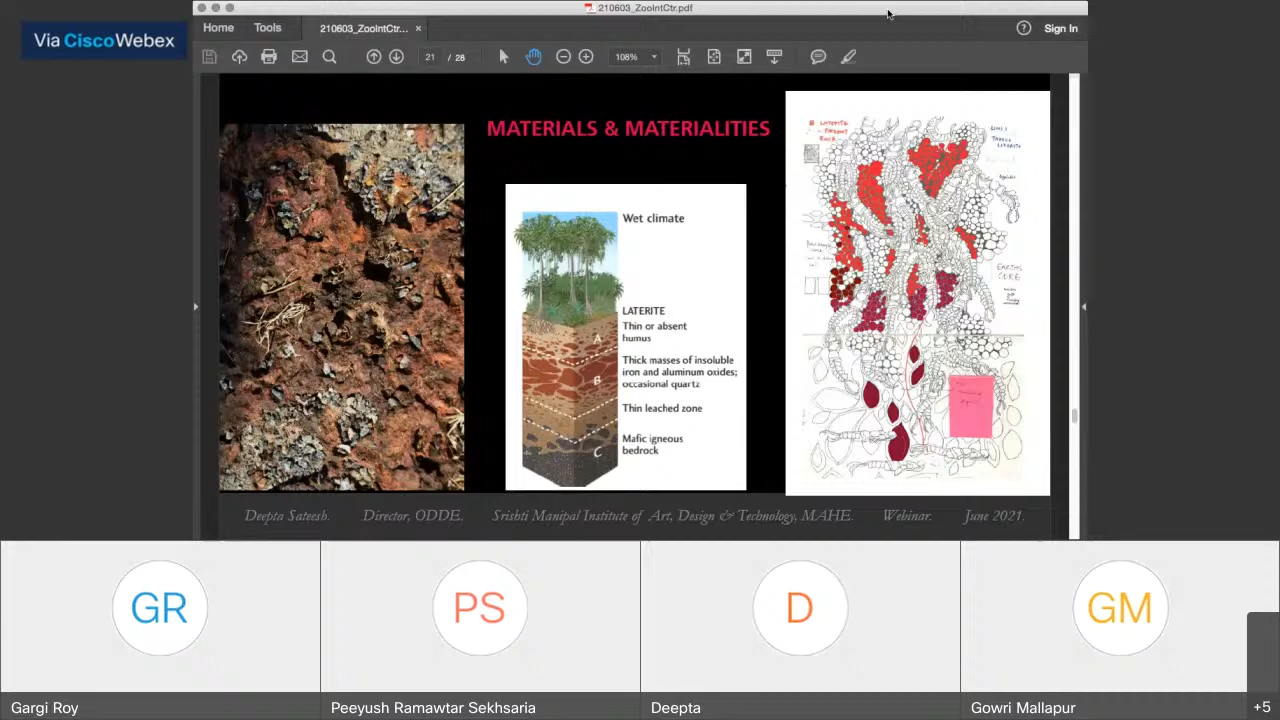 Via CiscoWebex
210603_ZooIntCtr.pdf
Home Tools 210603_ZooIntCtr... ×
? Sign In
21 / 28
108%
MATERIALS & MATERIALITIES
Wet climate
LATERITE
Thin or absent
humus
A
Thick masses of insoluble
iron and aluminum oxides;
occasional quartz
B
Thin leached zone
Mafic igneous
bedrock
C
LATERITE
PARENT
ROCK
EARTHS
CORE
Deepta Sateesh. Director, ODDE. Srishti Manipal Institute of Art, Design & Technology, MAHE. Webinar. June 2021.
GR PS D GM
Gargi Roy Peeyush Ramawtar Sekhsaria Deepta Gowri Mallapur +5